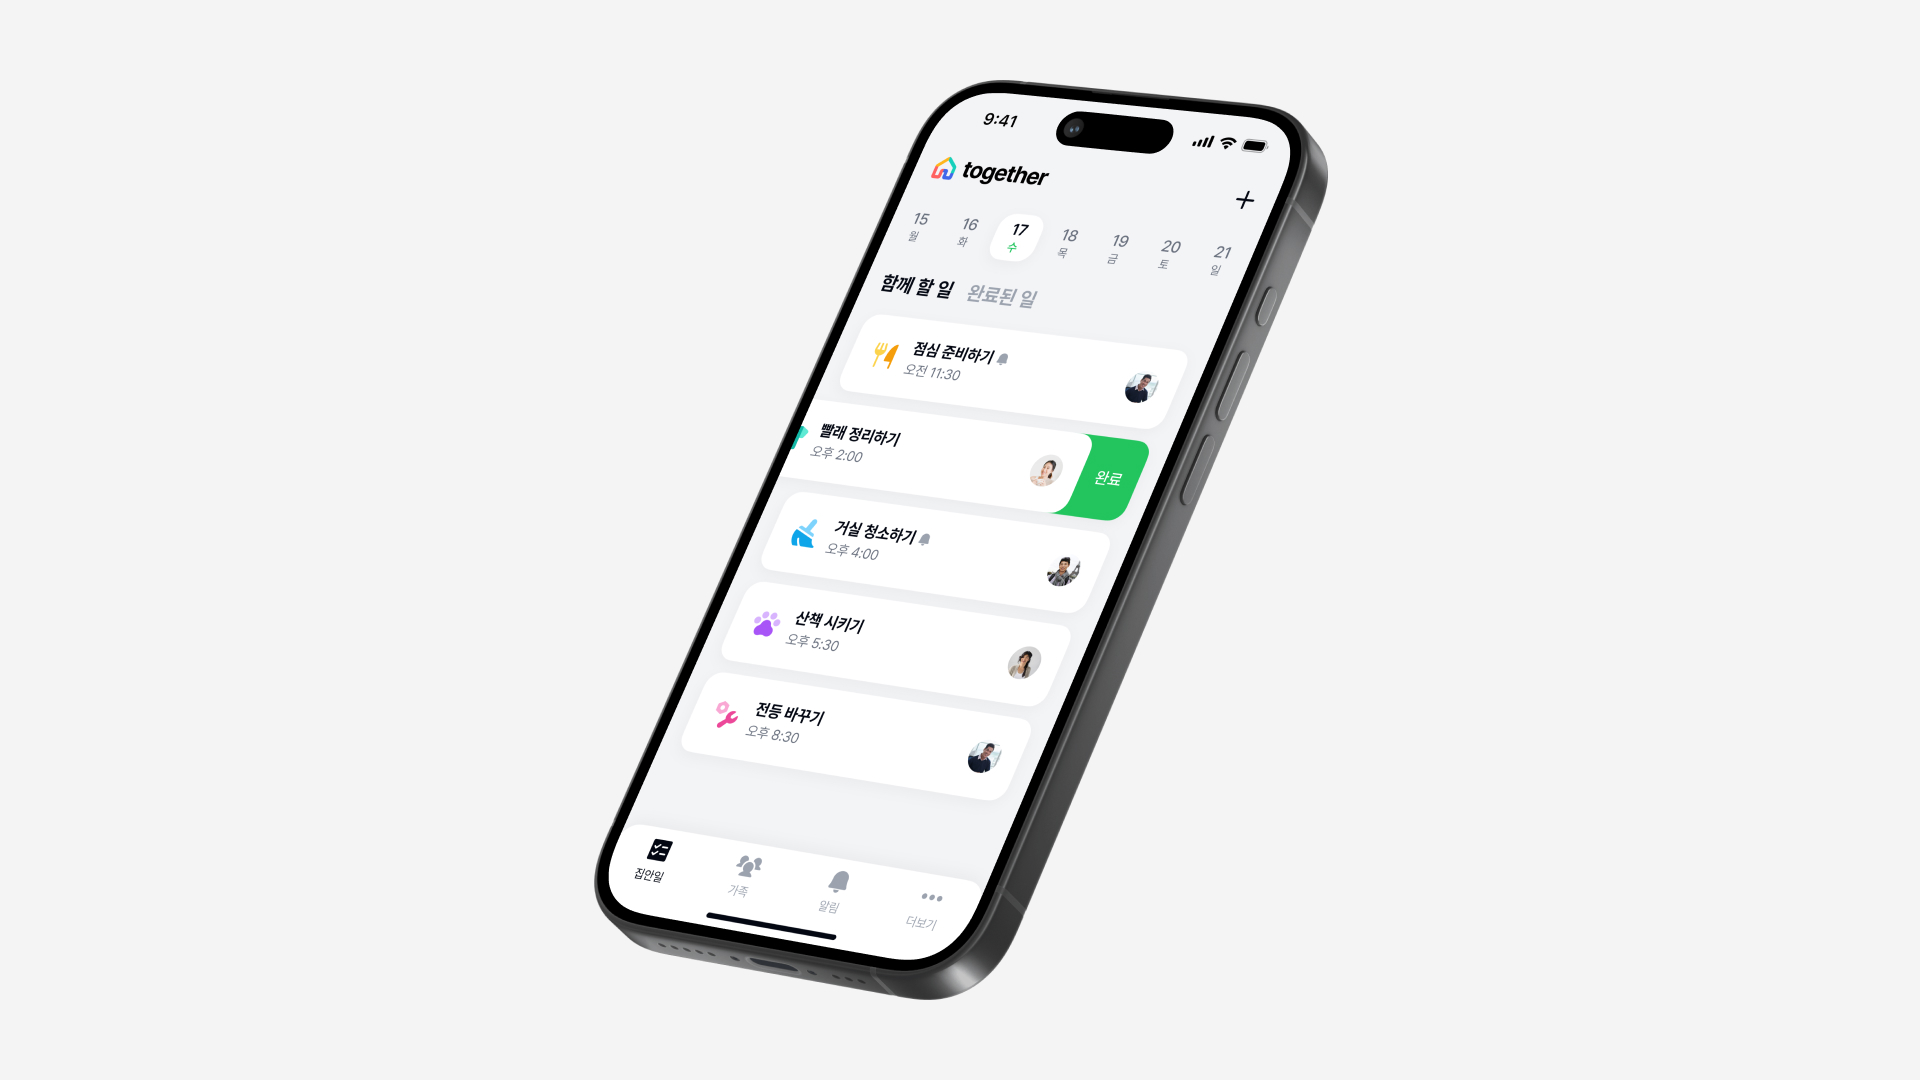 9:41
together
15 16 17 18 19 20 21
월 화 수 목 금 토 일
함께 할 일 완료된 일
점심 준비하기
오전 11:30
빨래 정리하기
오후 2:00
완료
거실 청소하기
오후 4:00
산책 시키기
오후 5:30
전등 바꾸기
오후 8:30
집안일 가족 알림 더보기